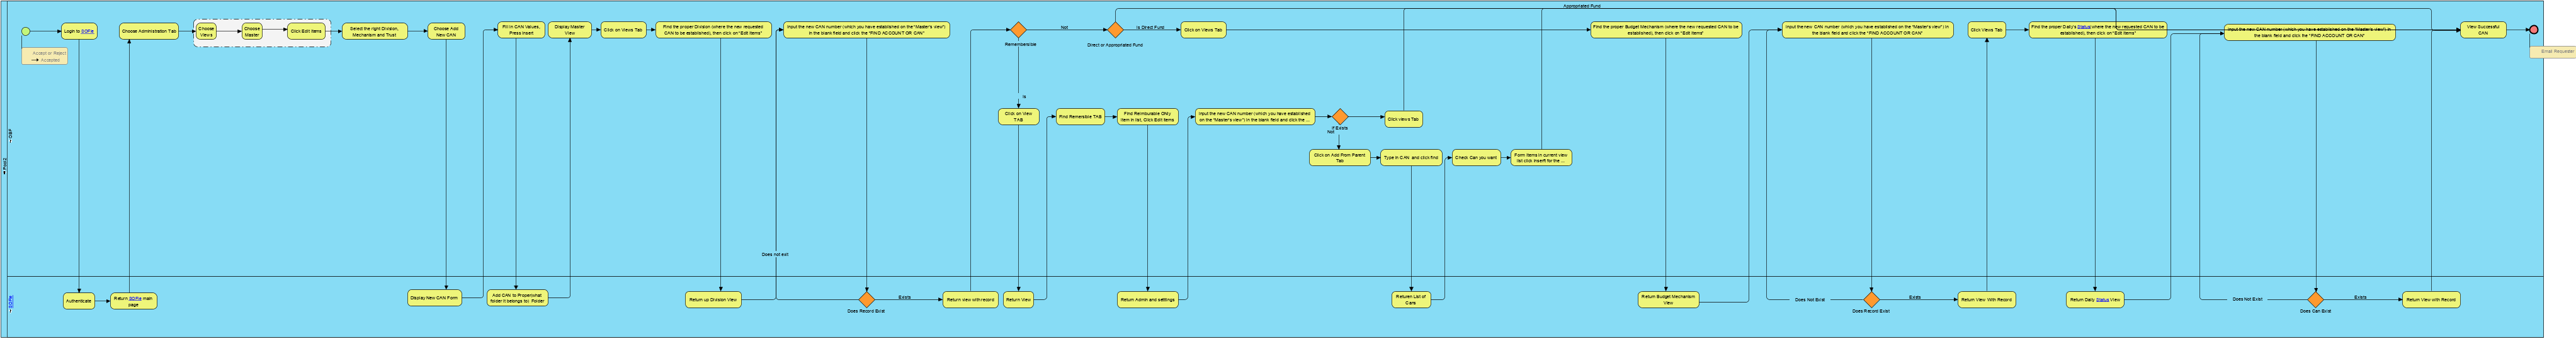 Appropriated Fund
Login to SOFie
Choose Administration Tab
Choose
Views
Choose
Master
Click Edit Items
Select the right Division,
Mechanism and Trust
Choose Add
New CAN
Fill in CAN Values,
Press Insert
Display Master
View
Click on Views Tab
Find the proper Division (where the new requested
CAN to be established), then click on "Edit Items"
Input the new CAN number (which you have established on the "Master's view")
in the blank field and click the "FIND ACCOUNT OR CAN"
Not
Rememberibse
Is Direct Fund
Direct or Appropriated Fund
Click on Views Tab
Find the proper Budget Mechanism (where the new requested CAN to be
established), then click on "Edit Items"
Input the new CAN number (which you have established on the "Master's view") in
the blank field and click the "FIND ACCOUNT OR CAN"
Click Views Tab
Find the proper Daily's Status where the new requested CAN to be
established), then click on "Edit Items"
Input the new CAN number (which you have established on the "Master's view") in
the blank field and click the "FIND ACCOUNT OR CAN"
View Successful
CAN
Accept or Reject
Accepted
Email Requester
Is
Click on View
TAB
Find Remersible TAB
Find Reimbursable ONLY
item in list, Click Edit Items
Input the new CAN number (which you have established
on the "Master's view") in the blank field and click the ...
If Exists
Not
Click views Tab
Click on Add From Parent
Tab
Type in CAN and click find
Check Can you want
Form Items in current view
list click insert for the ...
OBF
Pool 2
Does not exit
SOFie
Authenticate
Return SOFie main
page
Display New CAN Form
Add CAN to Proper(what
folder it belongs to) Folder
Return up Division View
Does Record Exist
Exists
Return view with record
Return View
Return Admin and settings
Returen List of
Cans
Return Budget Mechanism
View
Does Not Exist
Does Record Exist
Exists
Return View With Record
Return Daily Status View
Does Not Exist
Does Can Exist
Exists
Return View with Record